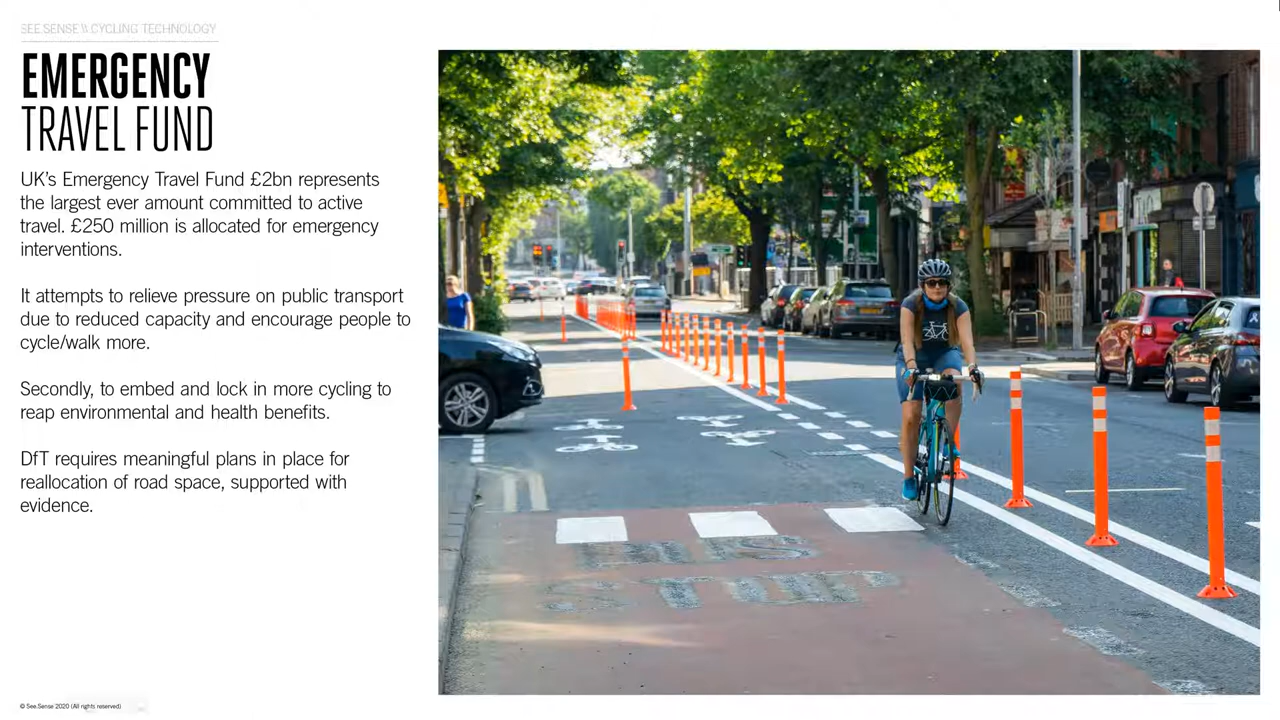 SEE.SENSE \\ CYCLING TECHNOLOGY
EMERGENCY
TRAVEL FUND
UK’s Emergency Travel Fund £2bn represents
the largest ever amount committed to active
travel. £250 million is allocated for emergency
interventions.
It attempts to relieve pressure on public transport
due to reduced capacity and encourage people to
cycle/walk more.
Secondly, to embed and lock in more cycling to
reap environmental and health benefits.
DfT requires meaningful plans in place for
reallocation of road space, supported with
evidence.
BUS
STOP
© See.Sense 2020 (All rights reserved)